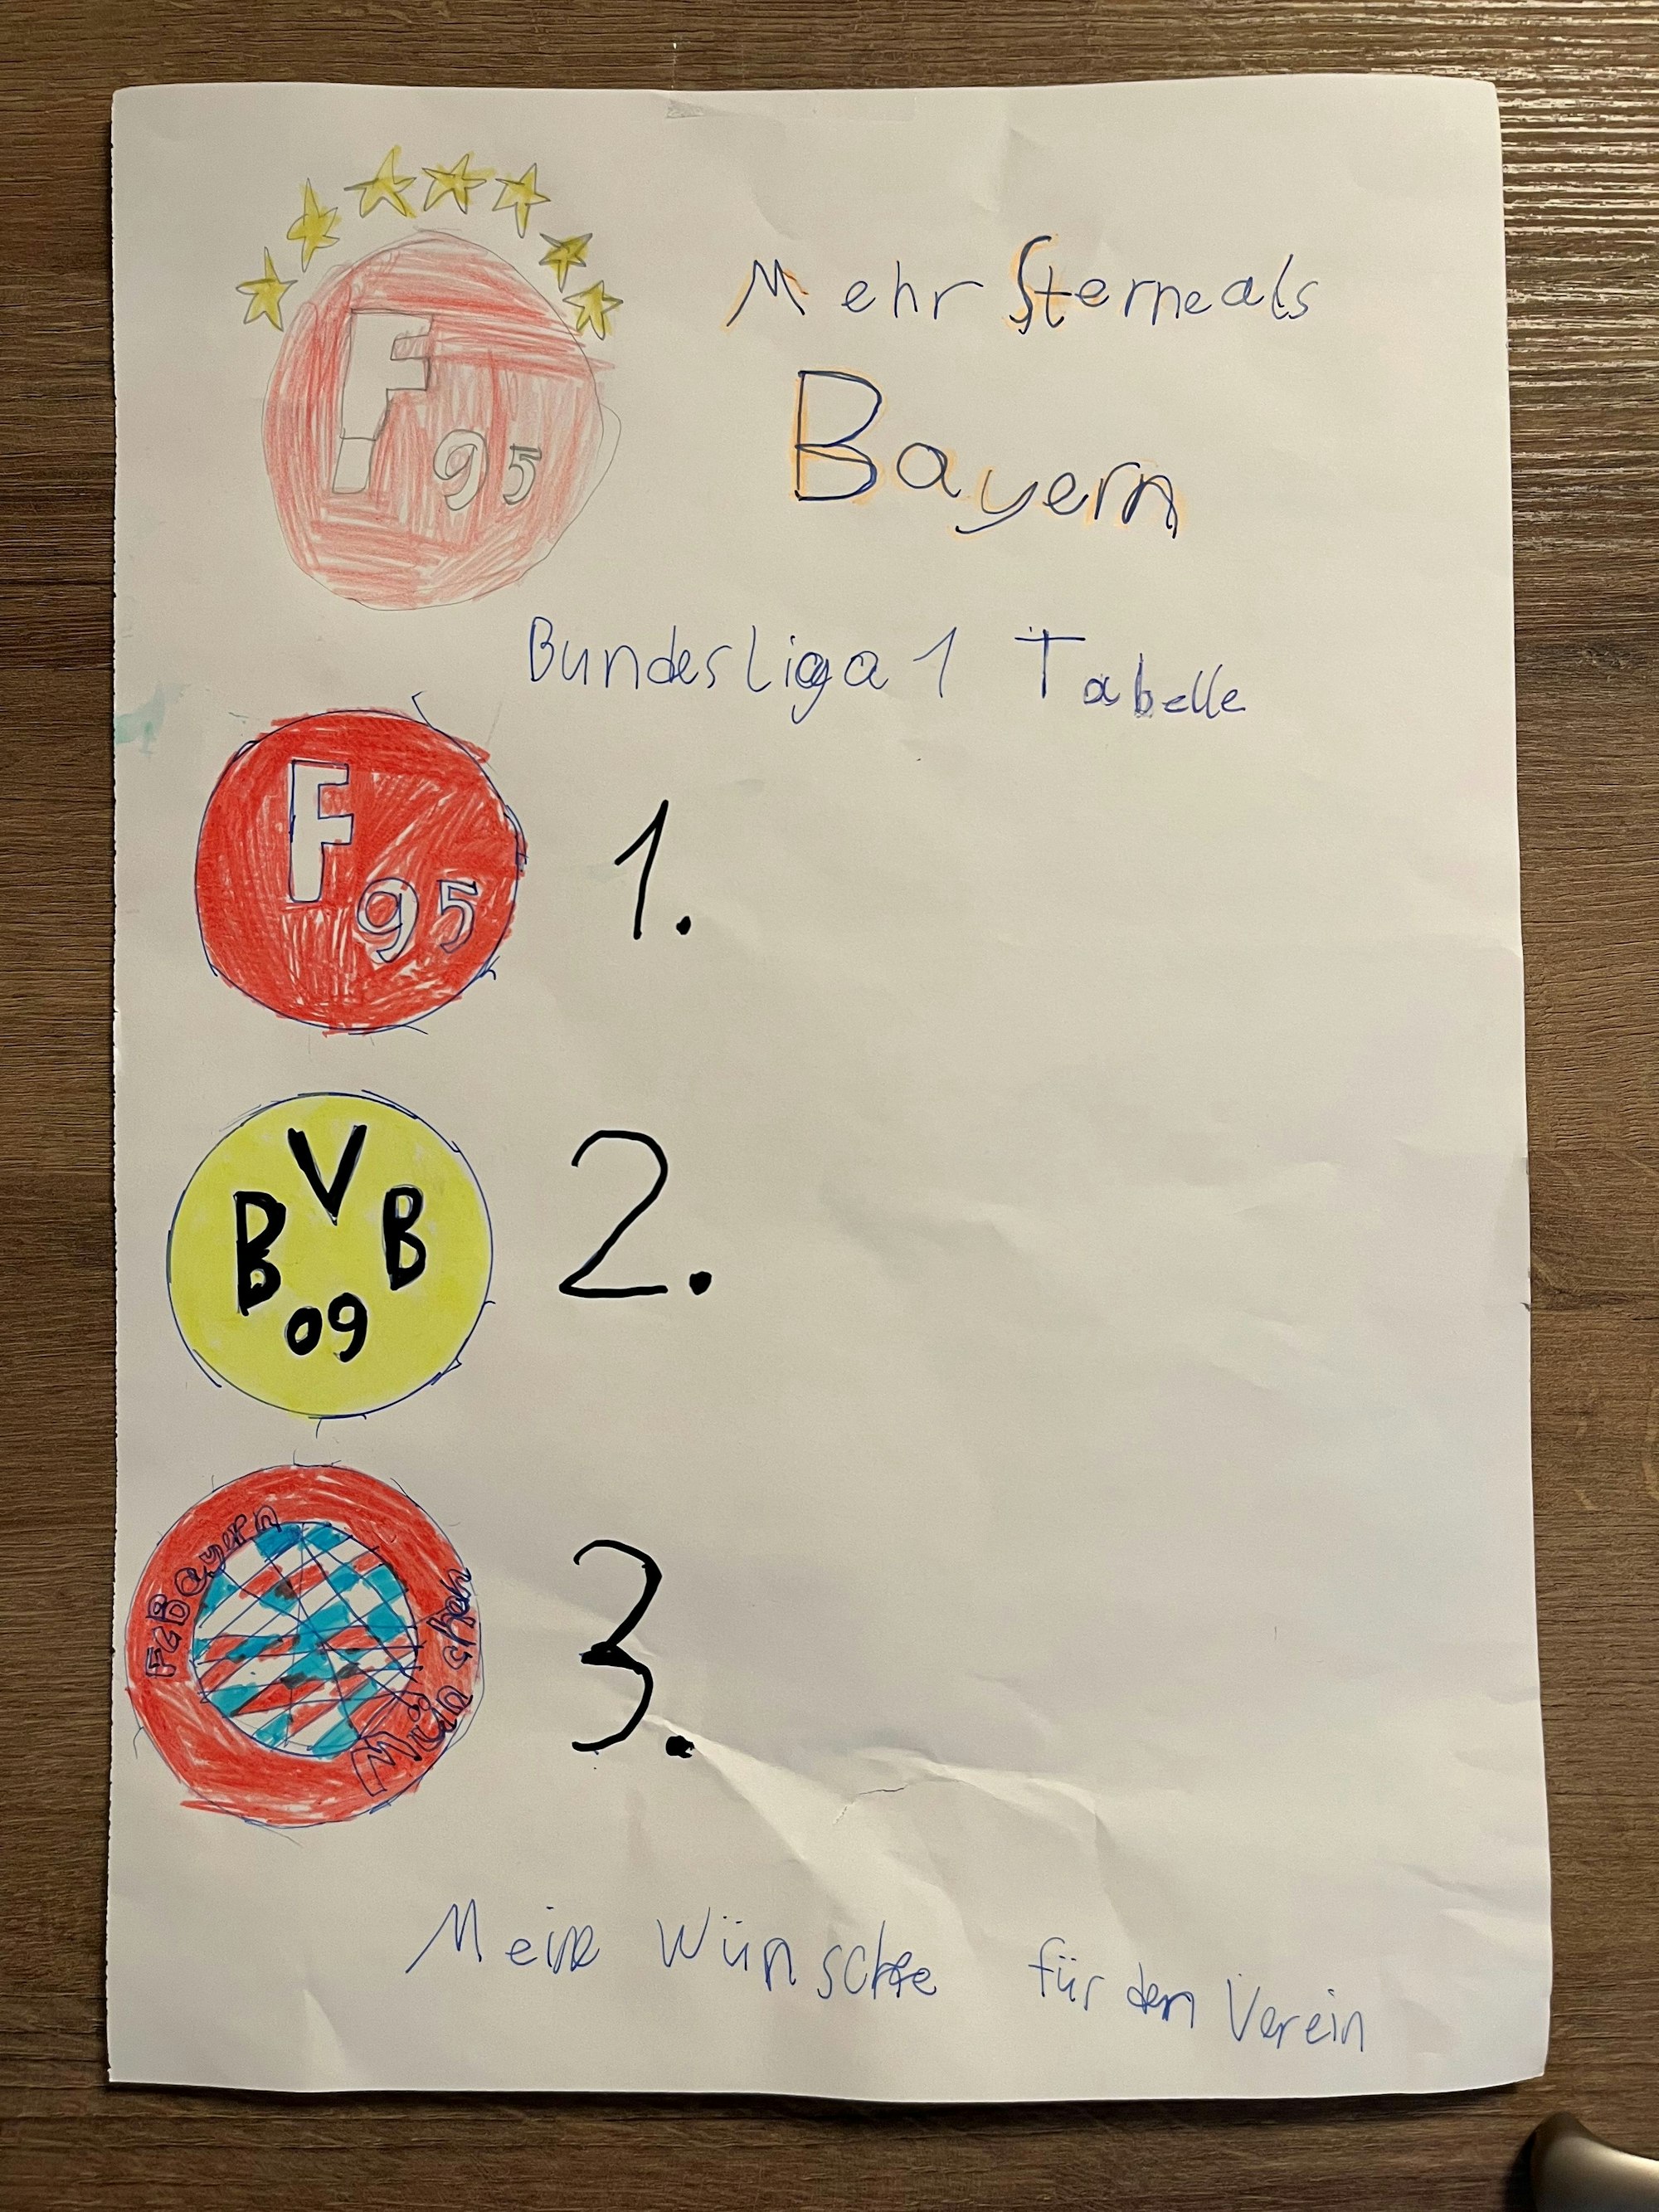 Mehr Sterne als
F
95
Bayern
Bundesliga 1 Tabelle
F
95
1.
BVB
09
2.
FC Bayern
München
3.
Meine Wünsche für den Verein